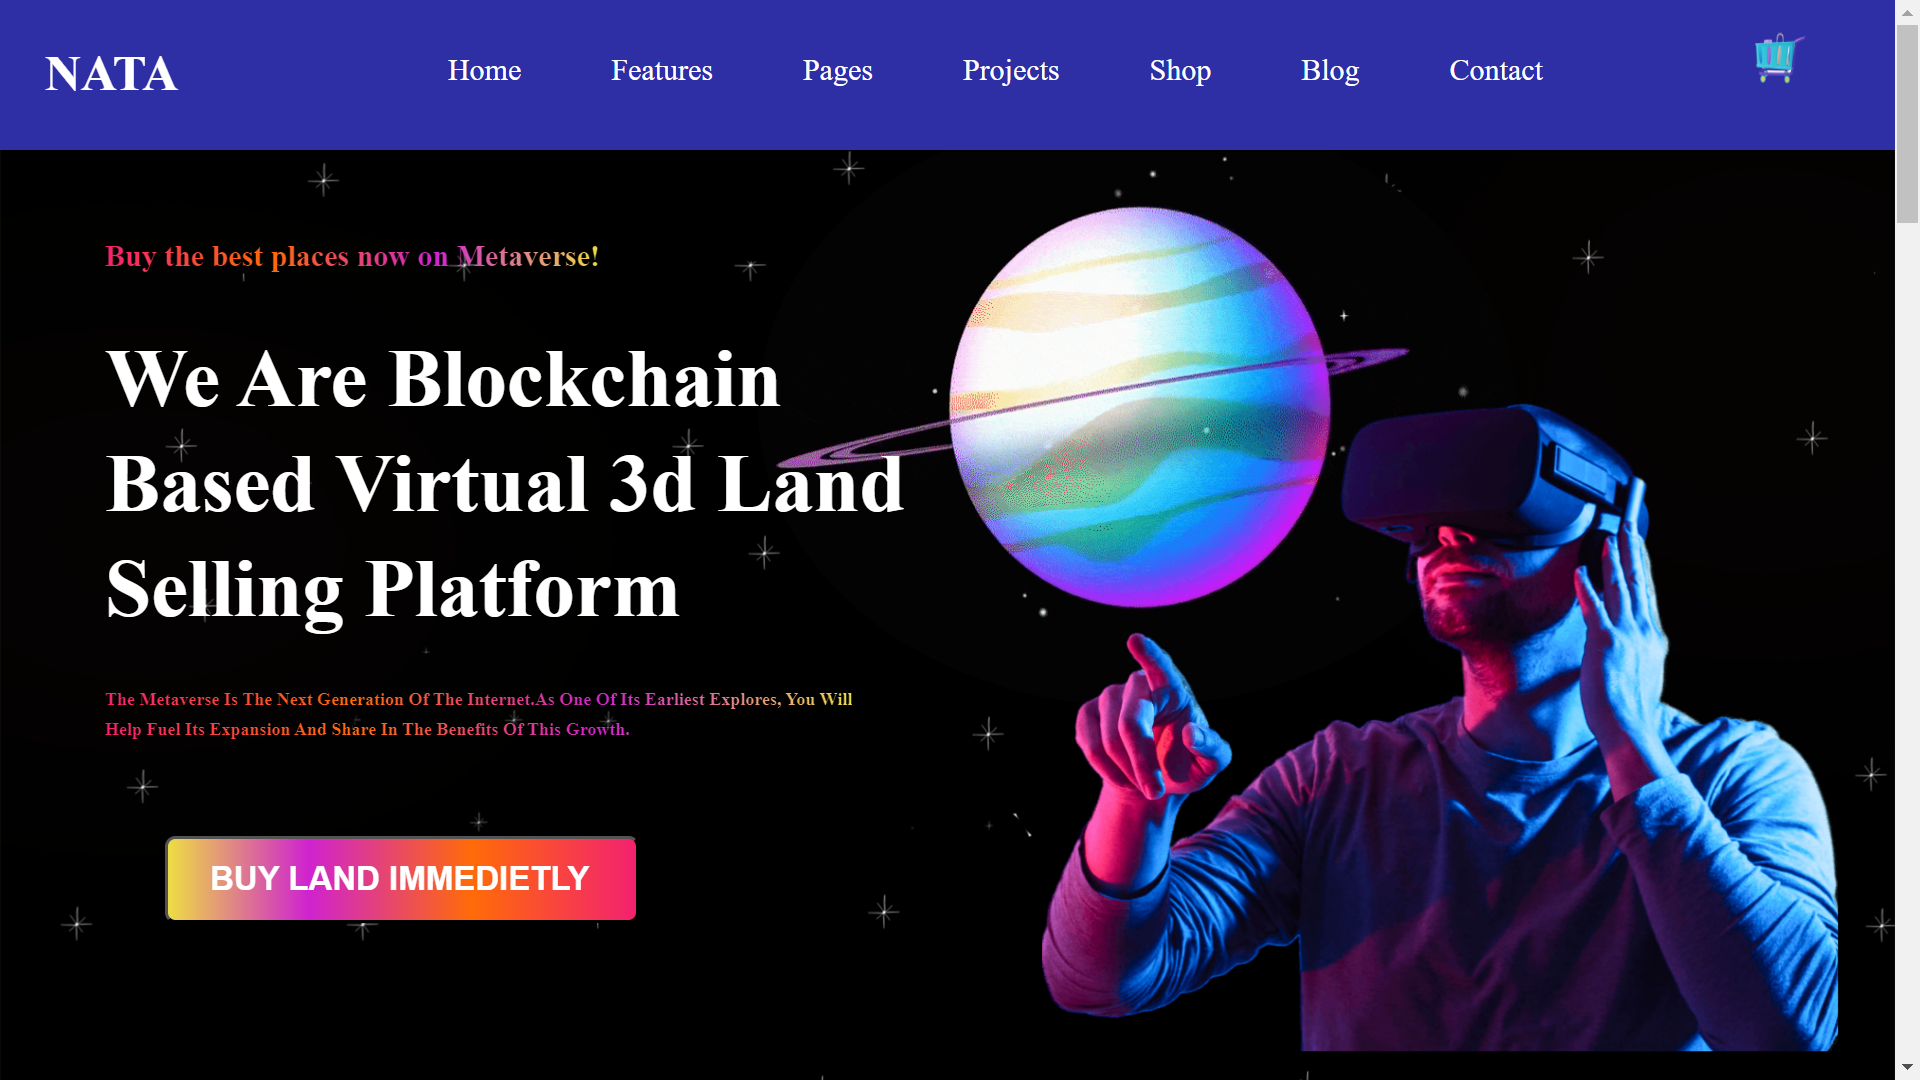 NATA
Home Features Pages Projects Shop Blog Contact
Buy the best places now on Metaverse!
We Are Blockchain
Based Virtual 3d Land
Selling Platform
The Metaverse Is The Next Generation Of The Internet.As One Of Its Earliest Explores, You Will
Help Fuel Its Expansion And Share In The Benefits Of This Growth.
BUY LAND IMMEDIETLY